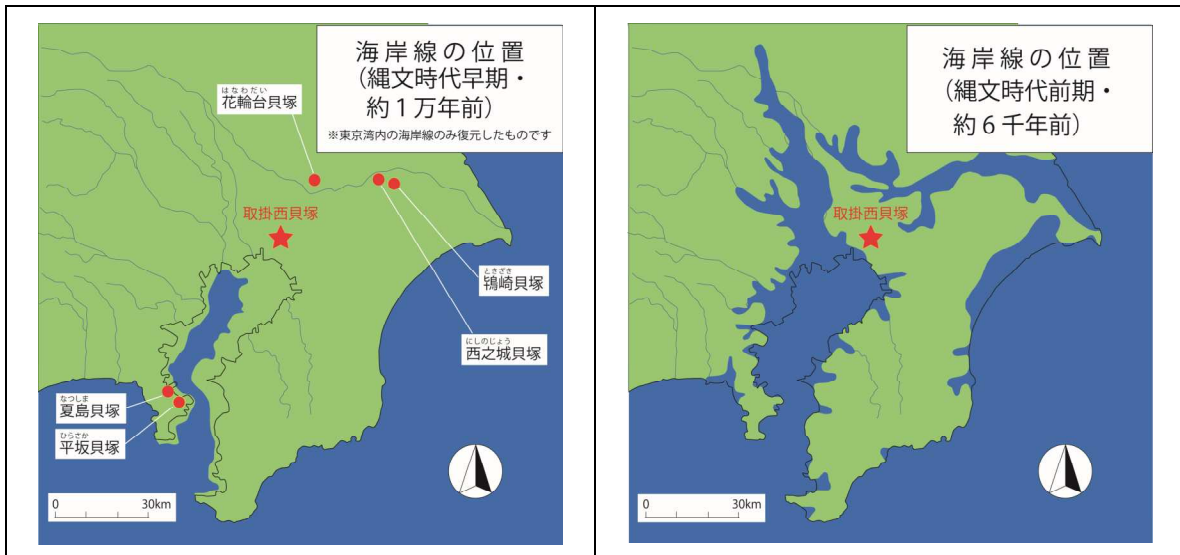 海岸線の位置
（縄文時代早期・
約１万年前）
※東京湾内の海岸線のみ復元したものです
はなわだい
花輪台貝塚
取掛西貝塚
ときざき
鴇崎貝塚
にしのじょう
西之城貝塚
なつしま
夏島貝塚
ひらさか
平坂貝塚
0 30km
海岸線の位置
（縄文時代前期・
約６千年前）
取掛西貝塚
0 30km